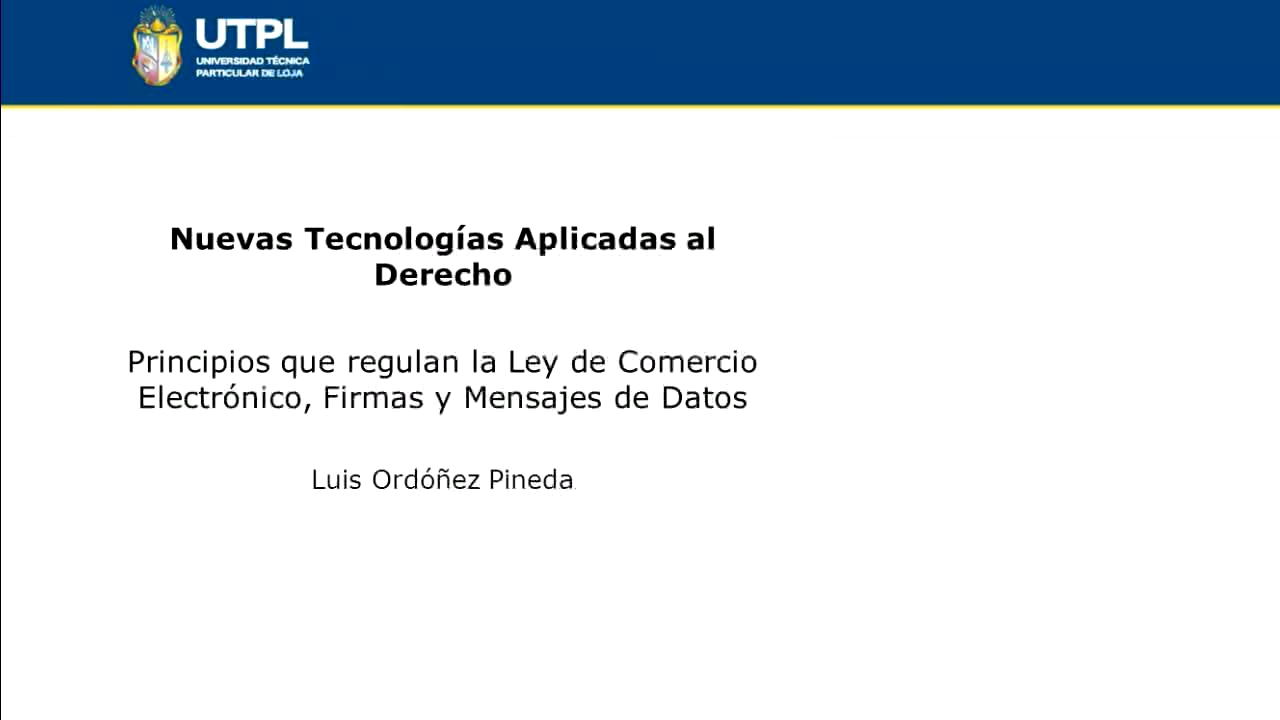 UTPL
UNIVERSIDAD TÉCNICA
PARTICULAR DE LOJA
Nuevas Tecnologías Aplicadas al
Derecho
Principios que regulan la Ley de Comercio
Electrónico, Firmas y Mensajes de Datos
Luis Ordóñez Pineda